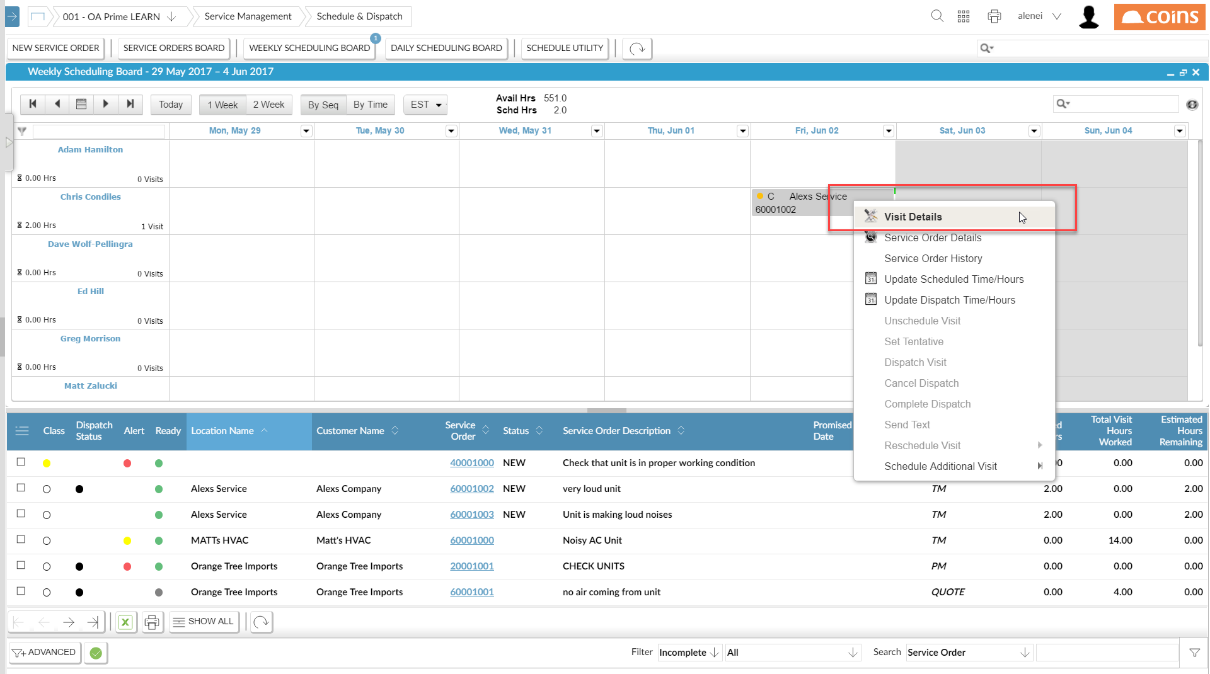 001 - OA Prime LEARN Service Management Schedule & Dispatch alenei coins
NEW SERVICE ORDER SERVICE ORDERS BOARD WEEKLY SCHEDULING BOARD 1 DAILY SCHEDULING BOARD SCHEDULE UTILITY
Weekly Scheduling Board - 29 May 2017 – 4 Jun 2017
Today 1 Week 2 Week By Seq By Time EST Avail Hrs 551.0
Schd Hrs 2.0
Mon, May 29 Tue, May 30 Wed, May 31 Thu, Jun 01 Fri, Jun 02 Sat, Jun 03 Sun, Jun 04
Adam Hamilton
0.00 Hrs 0 Visits
Chris Condiles C Alexs Service
60001002
2.00 Hrs 1 Visit
Dave Wolf-Pellingra
0.00 Hrs 0 Visits
Ed Hill
0.00 Hrs 0 Visits
Greg Morrison
0.00 Hrs 0 Visits
Matt Zalucki
Visit Details
Service Order Details
Service Order History
31 Update Scheduled Time/Hours
31 Update Dispatch Time/Hours
Unschedule Visit
Set Tentative
Dispatch Visit
Cancel Dispatch
Complete Dispatch
Send Text
Reschedule Visit
Schedule Additional Visit
Class Dispatch Status Alert Ready Location Name Customer Name Service Order Status Service Order Description Promised Date Total Visit Hours Worked Estimated Hours Remaining
40001000 NEW Check that unit is in proper working condition 0.00 0.00
Alexs Service Alexs Company 60001002 NEW very loud unit TM 2.00 0.00 2.00
Alexs Service Alexs Company 60001003 NEW Unit is making loud noises TM 2.00 0.00 2.00
MATTs HVAC Matt's HVAC 60001000 Noisy AC Unit TM 0.00 14.00 0.00
Orange Tree Imports Orange Tree Imports 20001001 CHECK UNITS PM 0.00 0.00 0.00
Orange Tree Imports Orange Tree Imports 60001001 no air coming from unit QUOTE 0.00 4.00 0.00
SHOW ALL
ADVANCED Filter Incomplete All Search Service Order